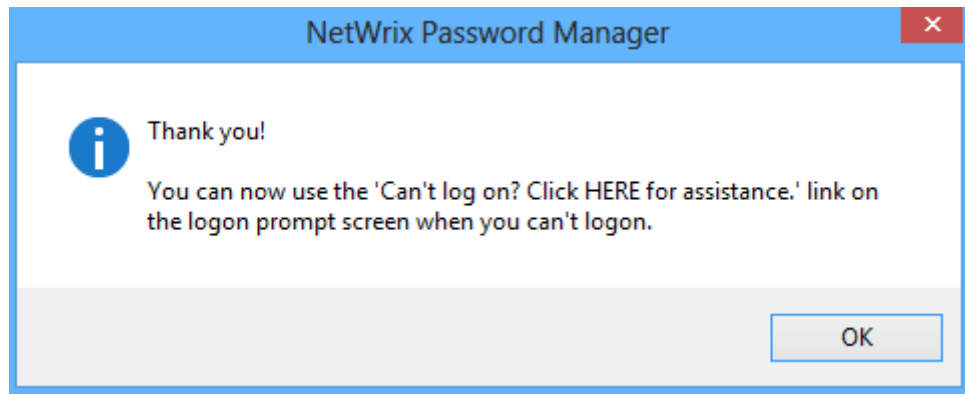 NetWrix Password Manager
Thank you!
You can now use the 'Can't log on? Click HERE for assistance.' link on
the logon prompt screen when you can't logon.
OK